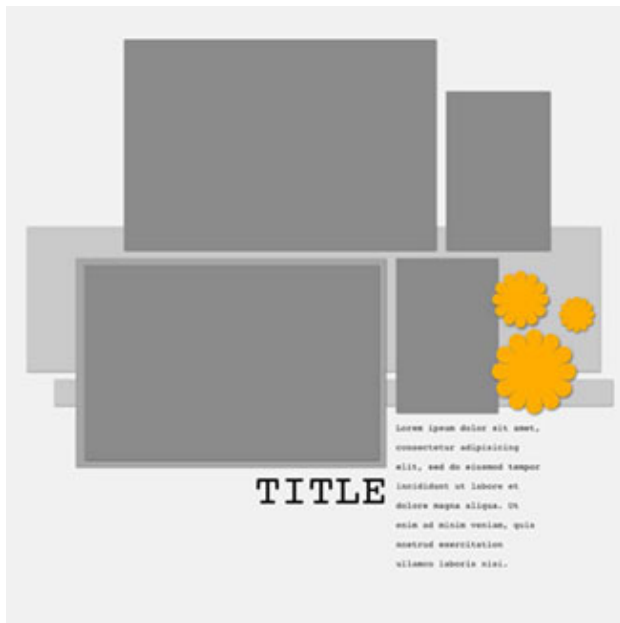 TITLE
Lorem ipsum dolor sit amet,
consectetur adipisicing
elit, sed do eiusmod tempor
incididunt ut labore et
dolore magna aliqua. Ut
enim ad minim veniam, quis
nostrud exercitation
ullamco laboris nisi.